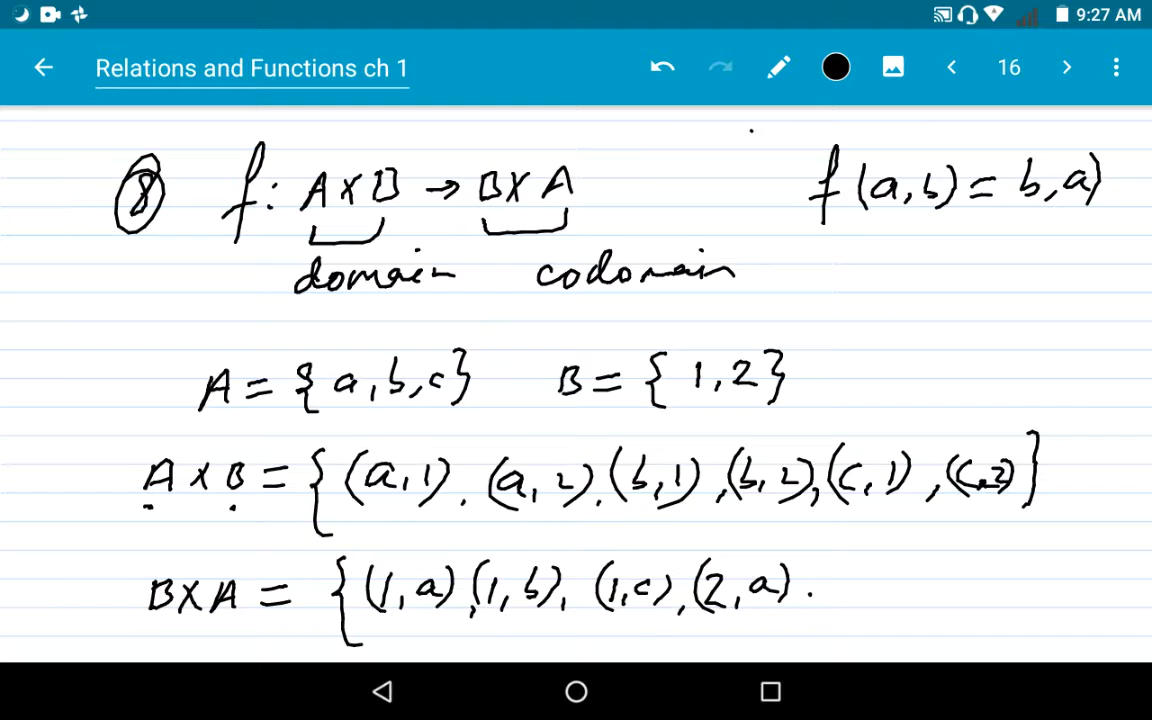 9:27 AM
Relations and Functions ch 1
16
8 f: A X B → B X A f(a,b) = b,a)
domain codomain
A = {a,b,c} B = {1,2}
A X B = {(a,1), (a,2), (b,1), (b,2), (c,1), (c,2)}
B X A = {(1,a), (1,b), (1,c), (2,a).